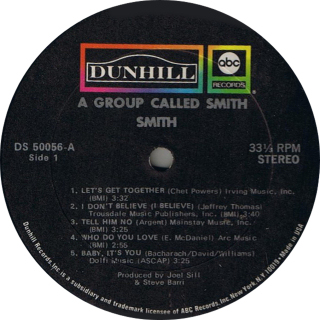 DUNHILL
abc
RECORDS
A GROUP CALLED SMITH
SMITH
DS 50056-A
Side 1
33⅓ RPM
STEREO
1. LET'S GET TOGETHER (Chet Powers) Irving Music, Inc.
(BMI) 3:32
2. I DON'T BELIEVE (I BELIEVE) (Jeffrey Thomas)
Trousdale Music Publishers, Inc. (BMI) 3:40
3. TELL HIM NO (Argent) Mainstay Music, Inc.
(BMI) 2:55
4. WHO DO YOU LOVE (E. McDaniel) Arc Music
(BMI) 2:55
5. BABY, IT'S YOU (Bacharach/David/Williams)
Dolfi Music (ASCAP) 3:25
Produced by Joel Sill
& Steve Barri
Dunhill Records, Inc. is a subsidiary and trademark licensee of ABC Records, Inc. New York, N.Y. 10019 • Made in USA